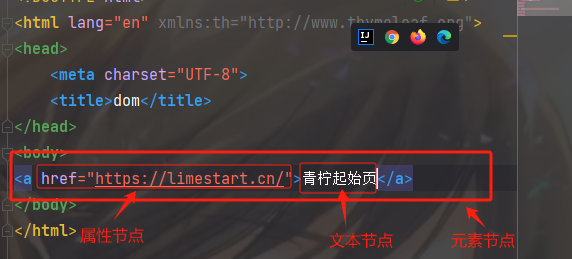 <!DOCTYPE html>
<html lang="en" xmlns:th="http://www.thymeleaf.org">
<head>
<meta charset="UTF-8">
<title>dom</title>
</head>
<body>
<a href="https://limestart.cn/">青柠起始页</a>
</body>
</html>
属性节点
文本节点
元素节点